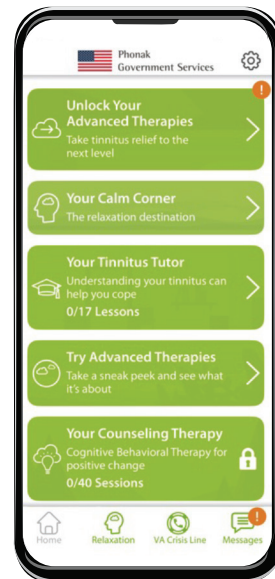 Phonak
Government Services
!
Unlock Your
Advanced Therapies
Take tinnitus relief to the
next level
Your Calm Corner
The relaxation destination
Your Tinnitus Tutor
Understanding your tinnitus can
help you cope
0/17 Lessons
Try Advanced Therapies
Take a sneak peek and see what
it's about
Your Counseling Therapy
Cognitive Behavioral Therapy for
positive change
0/40 Sessions
!
Home
Relaxation
VA Crisis Line
Messages